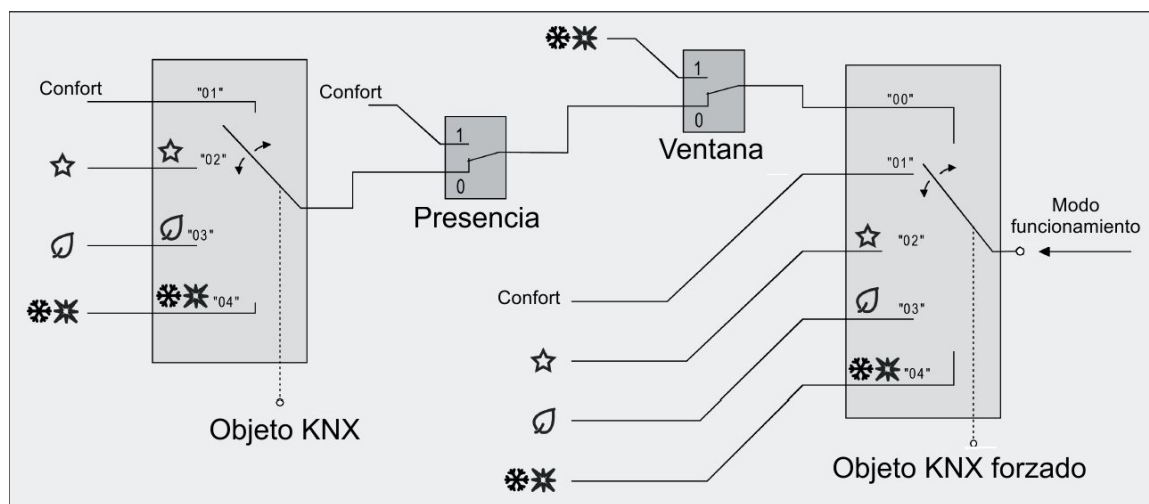 Confort
"01"
"02"
"03"
"04"
Objeto KNX
Confort
1
0
Presencia
1
0
Ventana
"00"
"01"
"02"
"03"
"04"
Confort
Modo
funcionamiento
Objeto KNX forzado